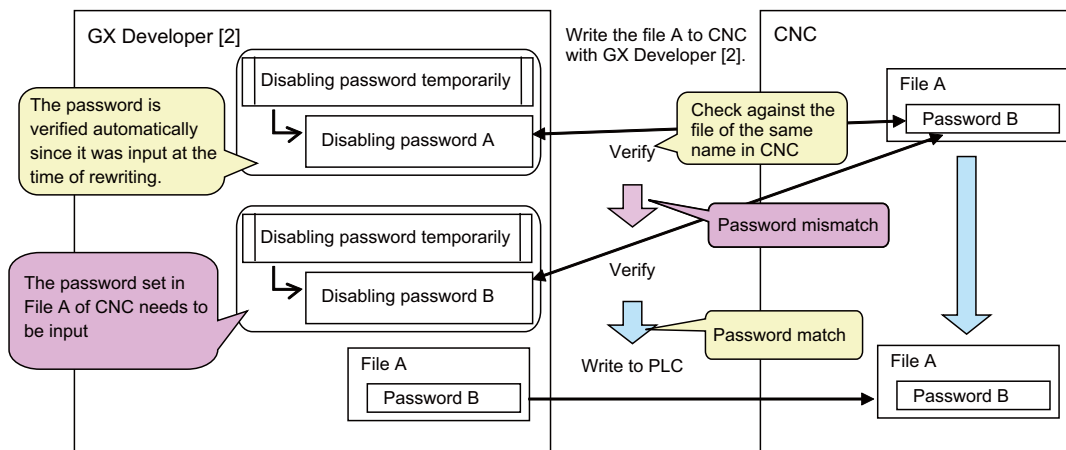 GX Developer [2]
Disabling password temporarily
Disabling password A
The password is
verified automatically
since it was input at the
time of rewriting.
Disabling password temporarily
Disabling password B
The password set in
File A of CNC needs to
be input
File A
Password B
Write the file A to CNC
with GX Developer [2].
Check against the
file of the same
name in CNC
Verify
Password mismatch
Verify
Password match
Write to PLC
CNC
File A
Password B
File A
Password B